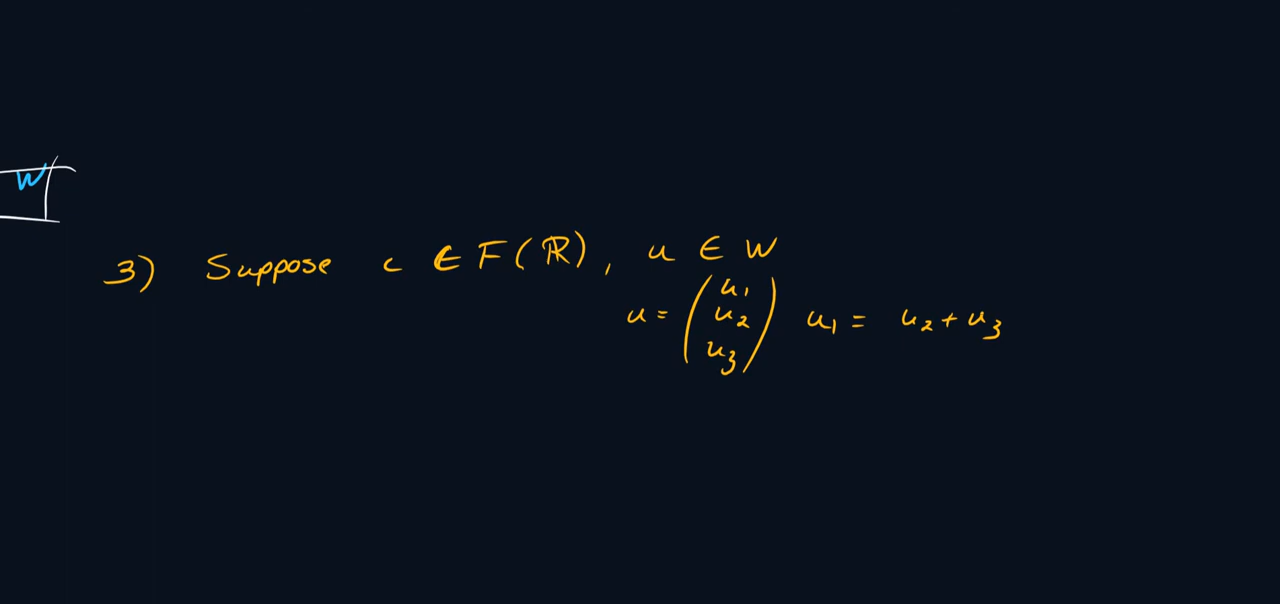 W
3) Suppose c ∈ F(ℝ), u ∈ W
u = (u₁ u₂ u₃) u₁ = u₂ + u₃